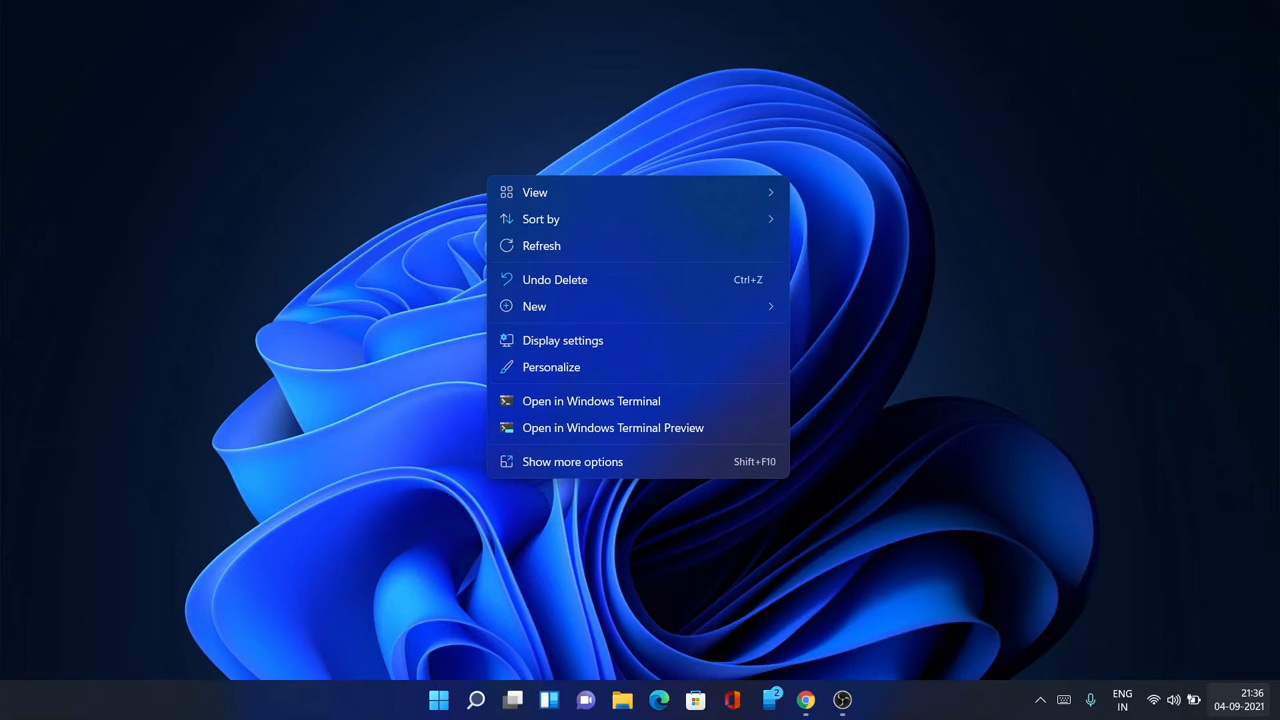 View
Sort by
Refresh
Undo Delete Ctrl+Z
New
Display settings
Personalize
Open in Windows Terminal
Open in Windows Terminal Preview
Show more options Shift+F10
2
ENG
IN
21:36
04-09-2021